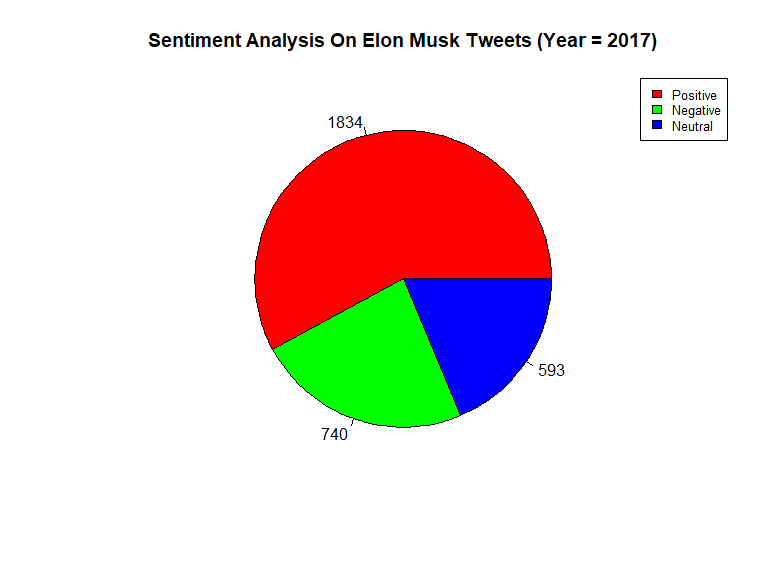 Sentiment Analysis On Elon Musk Tweets (Year = 2017)
Positive
Negative
Neutral
1834
593
740